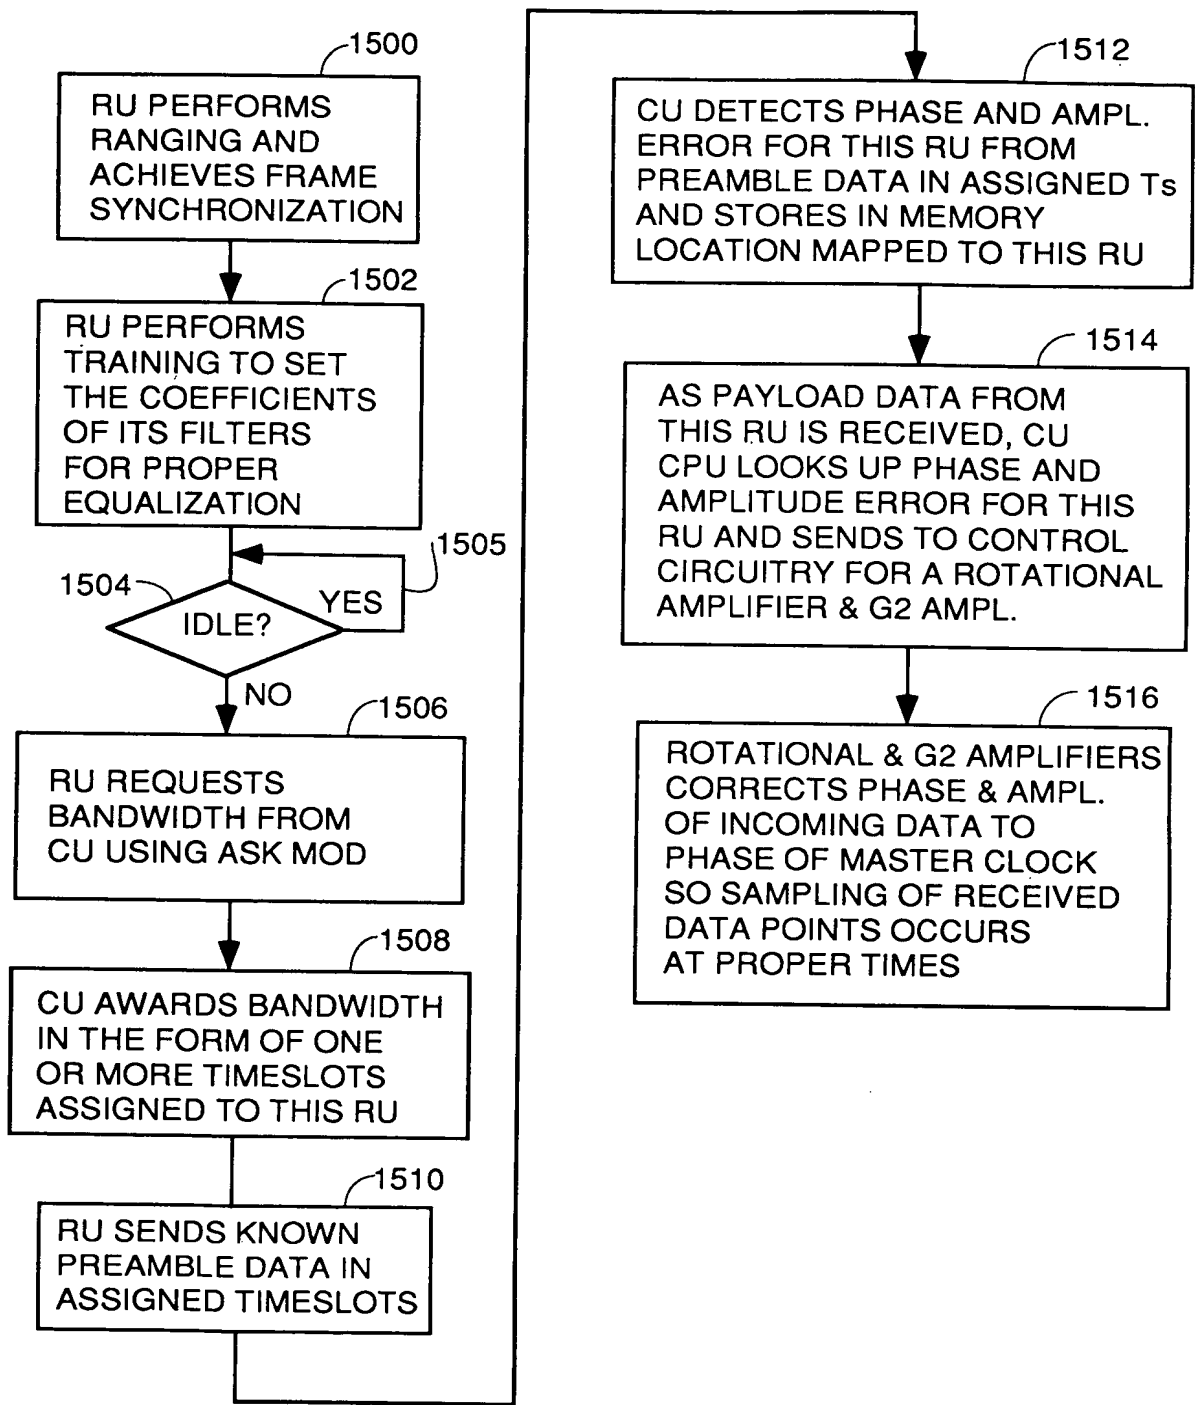 1500
RU PERFORMS
RANGING AND
ACHIEVES FRAME
SYNCHRONIZATION
1502
RU PERFORMS
TRAINING TO SET
THE COEFFICIENTS
OF ITS FILTERS
FOR PROPER
EQUALIZATION
1505
1504
YES
IDLE?
NO
1506
RU REQUESTS
BANDWIDTH FROM
CU USING ASK MOD
1508
CU AWARDS BANDWIDTH
IN THE FORM OF ONE
OR MORE TIMESLOTS
ASSIGNED TO THIS RU
1510
RU SENDS KNOWN
PREAMBLE DATA IN
ASSIGNED TIMESLOTS
1512
CU DETECTS PHASE AND AMPL.
ERROR FOR THIS RU FROM
PREAMBLE DATA IN ASSIGNED Ts
AND STORES IN MEMORY
LOCATION MAPPED TO THIS RU
1514
AS PAYLOAD DATA FROM
THIS RU IS RECEIVED, CU
CPU LOOKS UP PHASE AND
AMPLITUDE ERROR FOR THIS
RU AND SENDS TO CONTROL
CIRCUITRY FOR A ROTATIONAL
AMPLIFIER & G2 AMPL.
1516
ROTATIONAL & G2 AMPLIFIERS
CORRECTS PHASE & AMPL.
OF INCOMING DATA TO
PHASE OF MASTER CLOCK
SO SAMPLING OF RECEIVED
DATA POINTS OCCURS
AT PROPER TIMES